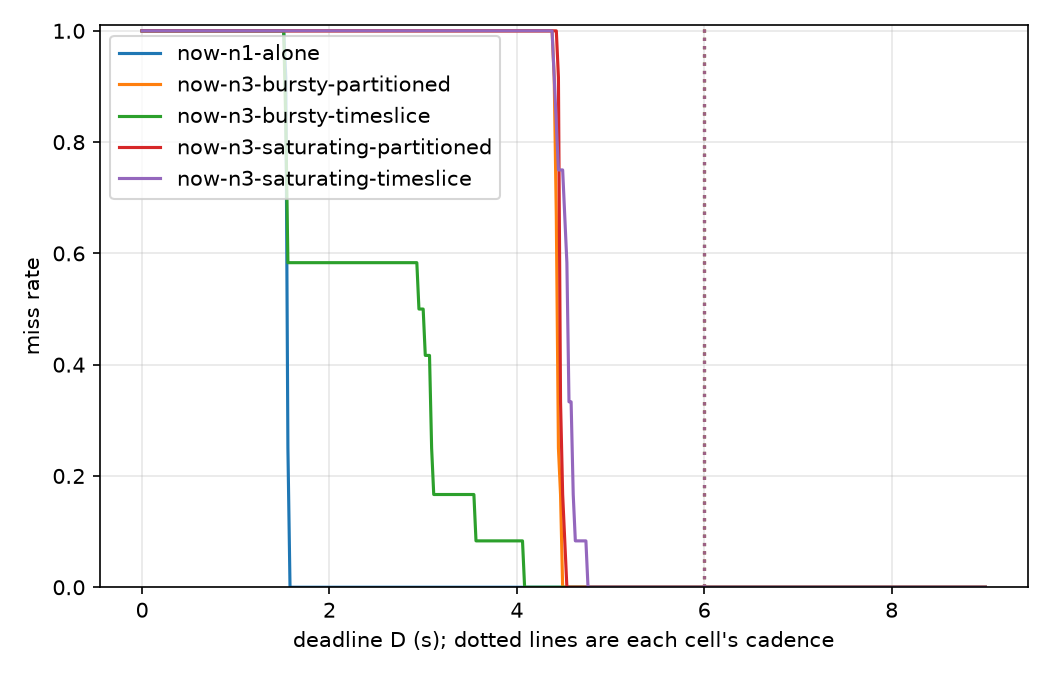 1.0
0.8
0.6
0.4
0.2
0.0
miss rate
now-n1-alone
now-n3-bursty-partitioned
now-n3-bursty-timeslice
now-n3-saturating-partitioned
now-n3-saturating-timeslice
0 2 4 6 8
deadline D (s); dotted lines are each cell's cadence